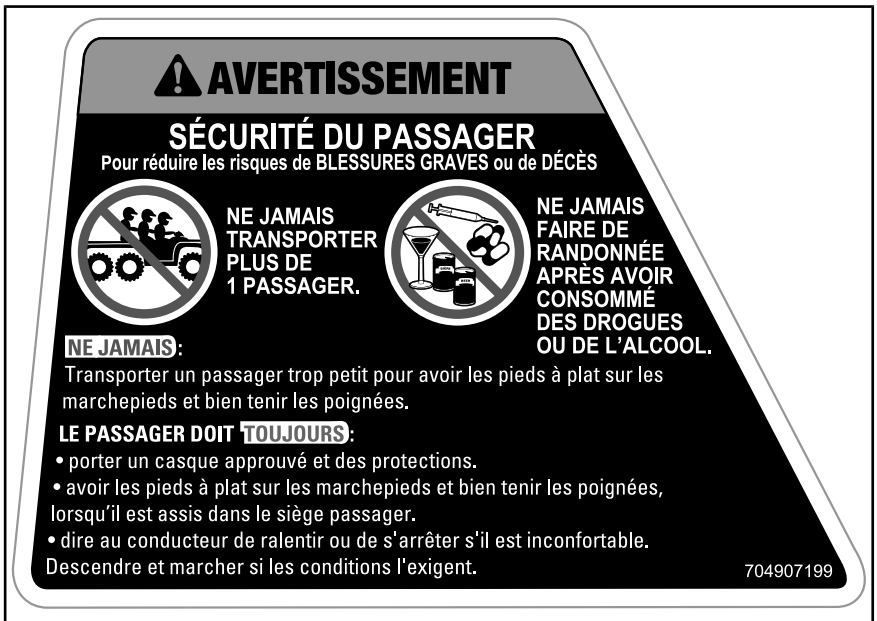 AVERTISSEMENT
SÉCURITÉ DU PASSAGER
Pour réduire les risques de BLESSURES GRAVES ou de DÉCÈS
NE JAMAIS
TRANSPORTER
PLUS DE
1 PASSAGER.
NE JAMAIS
FAIRE DE
RANDONNÉE
APRÈS AVOIR
CONSOMMÉ
DES DROGUES
OU DE L'ALCOOL.
NE JAMAIS :
Transporter un passager trop petit pour avoir les pieds à plat sur les
marchepieds et bien tenir les poignées.
LE PASSAGER DOIT TOUJOURS :
• porter un casque approuvé et des protections.
• avoir les pieds à plat sur les marchepieds et bien tenir les poignées,
lorsqu'il est assis dans le siège passager.
• dire au conducteur de ralentir ou de s'arrêter s'il est inconfortable.
Descendre et marcher si les conditions l'exigent.
704907199